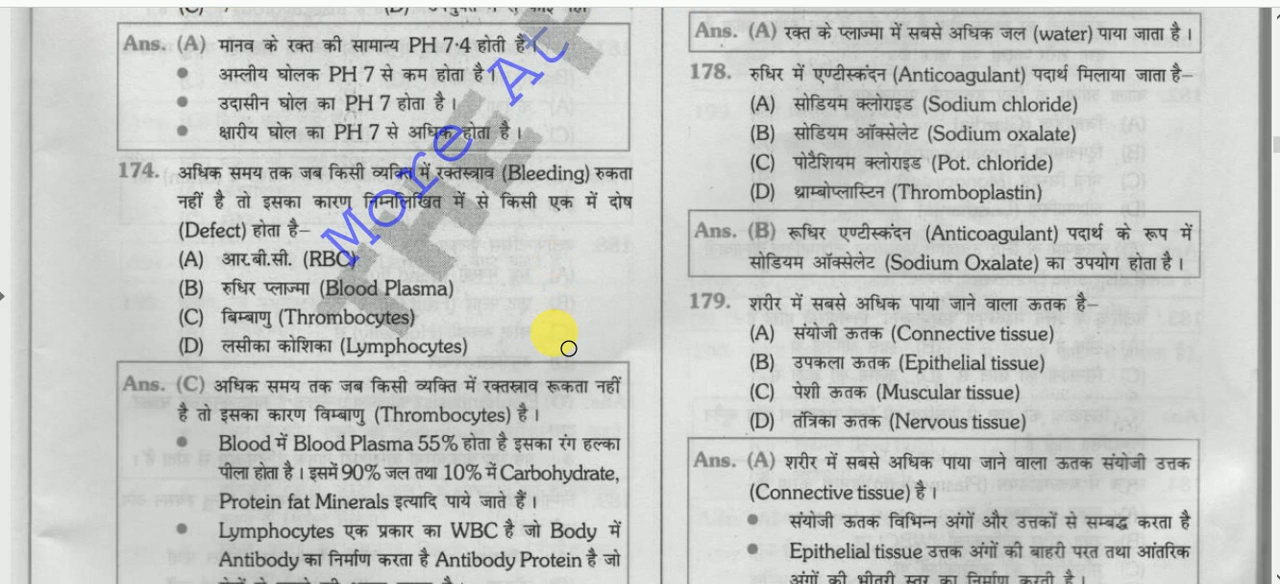 Ans. (A) मानव के रक्त की सामान्य PH 7·4 होती है।
● अम्लीय घोलक PH 7 से कम होता है।
● उदासीन घोल का PH 7 होता है।
● क्षारीय घोल का PH 7 से अधिक होता है।
174. अधिक समय तक जब किसी व्यक्ति में रक्तस्त्राव (Bleeding) रुकता
नहीं है तो इसका कारण निम्नलिखित में से किसी एक में दोष
(Defect) होता है–
(A) आर.बी.सी. (RBC)
(B) रुधिर प्लाज्मा (Blood Plasma)
(C) बिम्बाणु (Thrombocytes)
(D) लसीका कोशिका (Lymphocytes)
Ans. (C) अधिक समय तक जब किसी व्यक्ति में रक्तस्त्राव रूकता नहीं
है तो इसका कारण विम्बाणु (Thrombocytes) है।
● Blood में Blood Plasma 55% होता है इसका रंग हल्का
पीला होता है। इसमें 90% जल तथा 10% में Carbohydrate,
Protein fat Minerals इत्यादि पाये जाते हैं।
● Lymphocytes एक प्रकार का WBC है जो Body में
Antibody का निर्माण करता है Antibody Protein है जो
More At
THE
Ans. (A) रक्त के प्लाज्मा में सबसे अधिक जल (water) पाया जाता है।
178. रुधिर में एण्टीस्कंदन (Anticoagulant) पदार्थ मिलाया जाता है–
(A) सोडियम क्लोराइड (Sodium chloride)
(B) सोडियम ऑक्सेलेट (Sodium oxalate)
(C) पोटैशियम क्लोराइड (Pot. chloride)
(D) थ्राम्बोप्लास्टिन (Thromboplastin)
Ans. (B) रूधिर एण्टीस्कंदन (Anticoagulant) पदार्थ के रूप में
सोडियम ऑक्सेलेट (Sodium Oxalate) का उपयोग होता है।
179. शरीर में सबसे अधिक पाया जाने वाला ऊतक है–
(A) संयोजी ऊतक (Connective tissue)
(B) उपकला ऊतक (Epithelial tissue)
(C) पेशी ऊतक (Muscular tissue)
(D) तंत्रिका ऊतक (Nervous tissue)
Ans. (A) शरीर में सबसे अधिक पाया जाने वाला ऊतक संयोजी उत्तक
(Connective tissue) है।
● संयोजी ऊतक विभिन्न अंगों और उत्तकों से सम्बद्ध करता है
● Epithelial tissue उत्तक अंगों की बाहरी परत तथा आंतरिक
अंगों की भीतरी स्तर का निर्माण करती है।